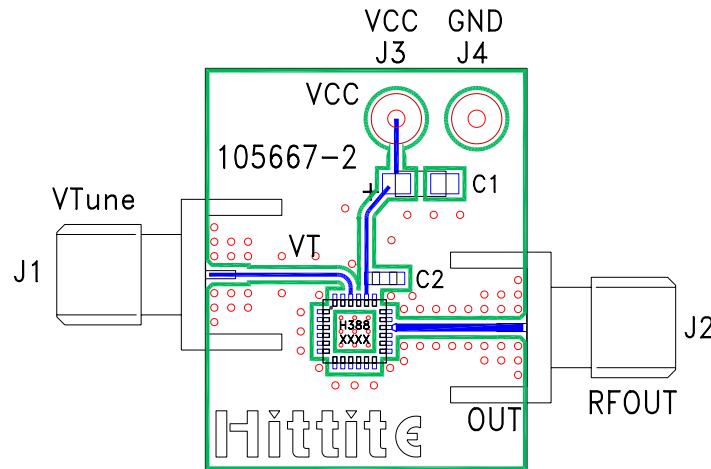 VCC GND
J3 J4
VCC
105667-2
C1
VTune
VT
J1
C2
H388
XXXX
J2
RFOUT
OUT
Hittite